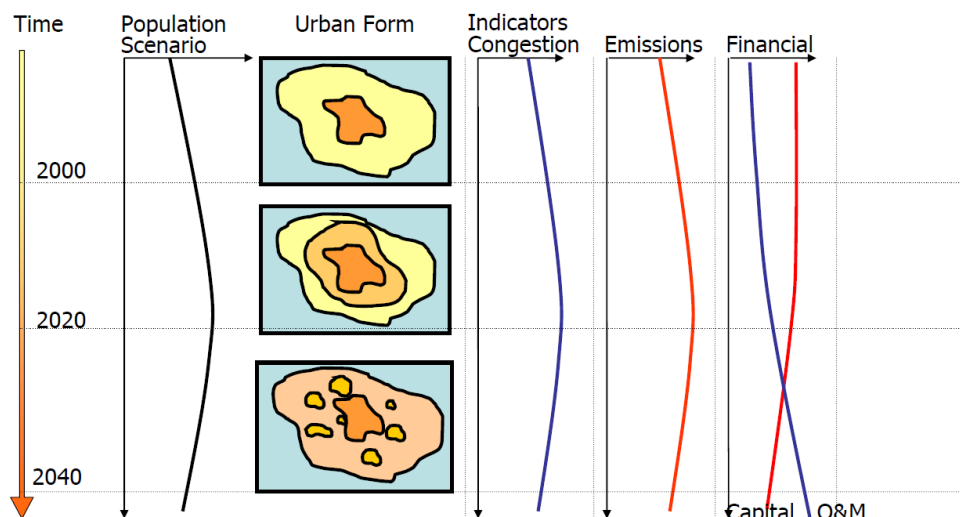 Time
Population
Scenario
Urban Form
Indicators
Congestion
Emissions
Financial
2000
2020
2040
Capital O&M